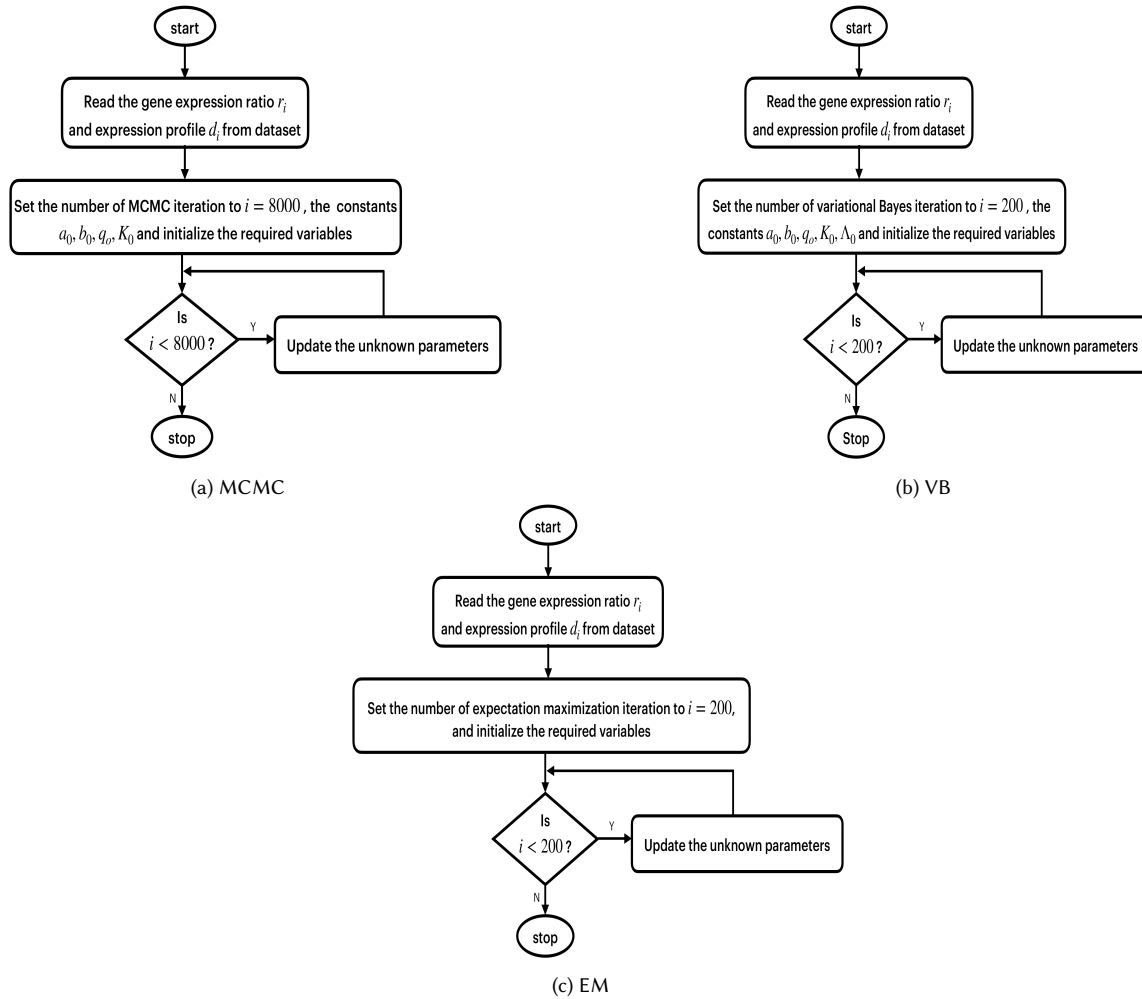 start
Read the gene expression ratio r_i
and expression profile d_i from dataset
Set the number of MCMC iteration to i = 8000 , the constants
a_0, b_0, q_o, K_0 and initialize the required variables
Is
i < 8000 ?
Y
Update the unknown parameters
N
stop
(a) MCMC
start
Read the gene expression ratio r_i
and expression profile d_i from dataset
Set the number of variational Bayes iteration to i = 200 , the
constants a_0, b_0, q_o, K_0, Λ_0 and initialize the required variables
Is
i < 200 ?
Y
Update the unknown parameters
N
Stop
(b) VB
start
Read the gene expression ratio r_i
and expression profile d_i from dataset
Set the number of expectation maximization iteration to i = 200,
and initialize the required variables
Is
i < 200 ?
Y
Update the unknown parameters
N
stop
(c) EM